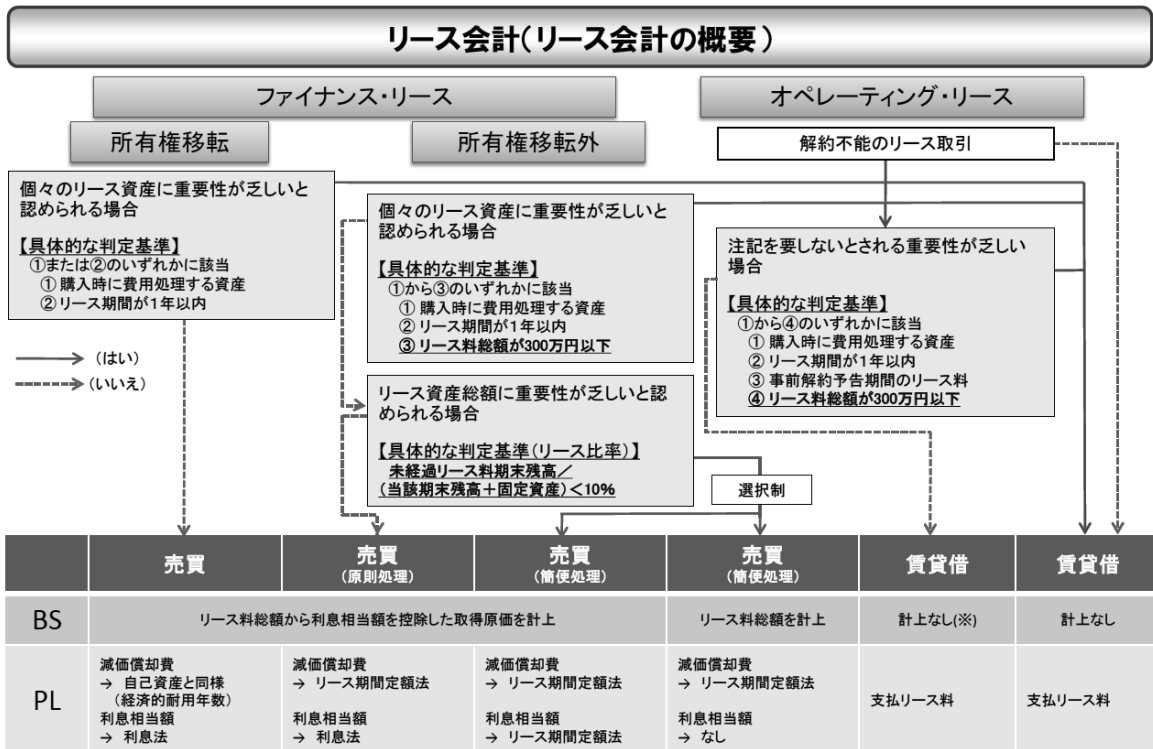 リース会計(リース会計の概要)
ファイナンス・リース
オペレーティング・リース
所有権移転
所有権移転外
解約不能のリース取引
個々のリース資産に重要性が乏しいと
認められる場合
【具体的な判定基準】
①または②のいずれかに該当
① 購入時に費用処理する資産
② リース期間が1年以内
個々のリース資産に重要性が乏しいと
認められる場合
【具体的な判定基準】
①から③のいずれかに該当
① 購入時に費用処理する資産
② リース期間が1年以内
③ リース料総額が300万円以下
注記を要しないとされる重要性が乏しい
場合
【具体的な判定基準】
①から④のいずれかに該当
① 購入時に費用処理する資産
② リース期間が1年以内
③ 事前解約予告期間のリース料
④ リース料総額が300万円以下
(はい)
(いいえ)
リース資産総額に重要性が乏しいと認
められる場合
【具体的な判定基準(リース比率)】
未経過リース料期末残高/
(当該期末残高+固定資産)<10%
選択制
売買
売買
(原則処理)
売買
(簡便処理)
売買
(簡便処理)
賃貸借
賃貸借
BS
リース料総額から利息相当額を控除した取得原価を計上
リース料総額を計上
計上なし(※)
計上なし
PL
減価償却費
→ 自己資産と同様
(経済的耐用年数)
利息相当額
→ 利息法
減価償却費
→ リース期間定額法
利息相当額
→ 利息法
減価償却費
→ リース期間定額法
利息相当額
→ リース期間定額法
減価償却費
→ リース期間定額法
利息相当額
→ なし
支払リース料
支払リース料